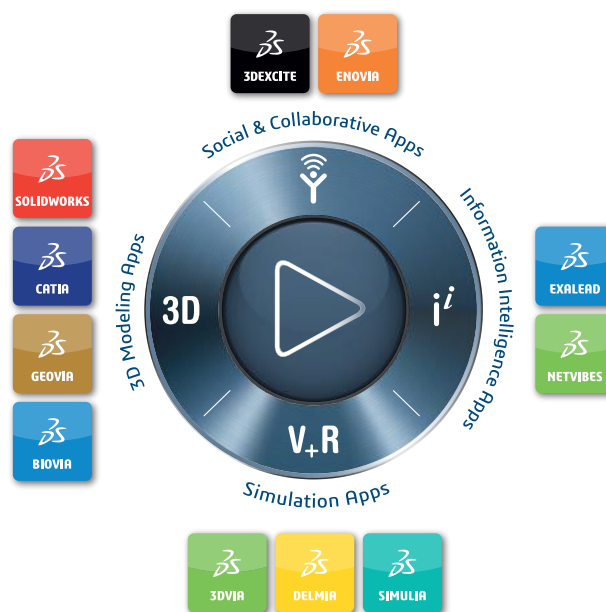 3DEXCITE
ENOVIA
Social & Collaborative Apps
SOLIDWORKS
CATIA
GEOVIA
BIOVIA
3D Modeling Apps
3D
i i
Information Intelligence Apps
EXALEAD
NETVIBES
V+R
Simulation Apps
3DVIA
DELMIA
SIMULIA